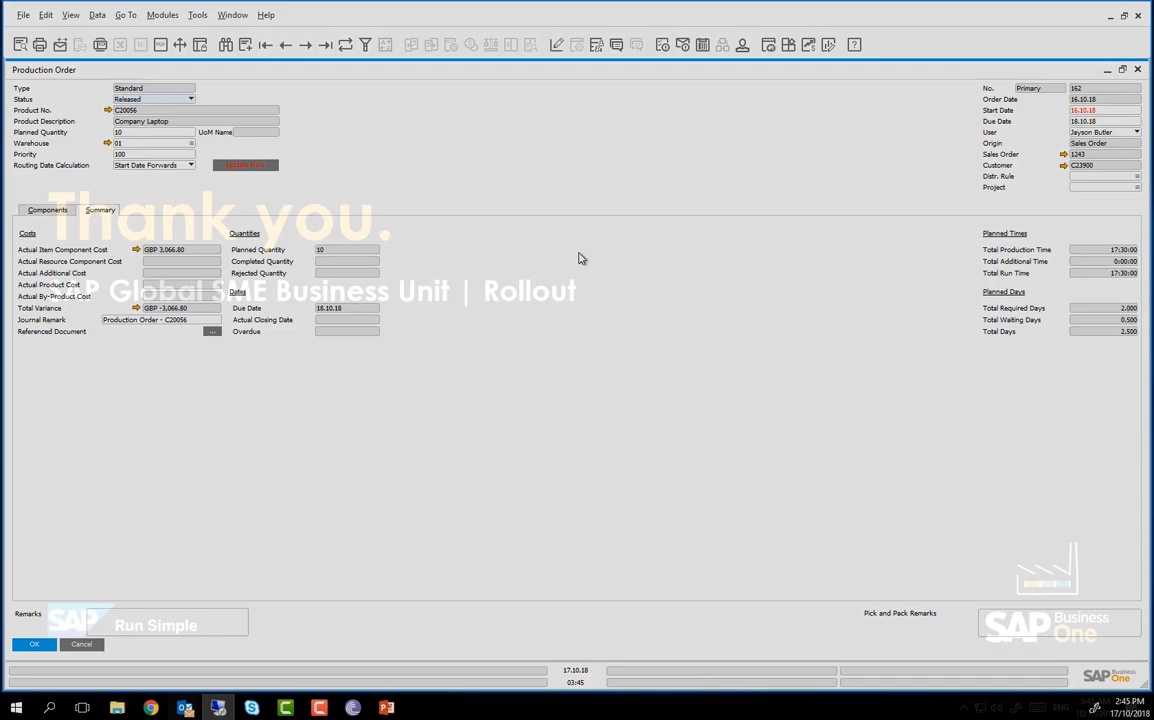 File Edit View Data Go To Modules Tools Window Help
Production Order
Type Standard
Status Released
Product No. C20056
Product Description Company Laptop
Planned Quantity 10 UoM Name
Warehouse 01
Priority 100
Routing Date Calculation Start Date Forwards Update Now
No. Primary 162
Order Date 16.10.18
Start Date 16.10.18
Due Date 18.10.18
User Jayson Butler
Origin Sales Order
Sales Order 1243
Customer C23900
Distr. Rule
Project
Thank you.
Components Summary
Costs
Actual Item Component Cost GBP 3,066.80
Actual Resource Component Cost
Actual Additional Cost
Actual Product Cost
Actual By-Product Cost
Total Variance GBP -3,066.80
Journal Remark Production Order - C20056
Referenced Document ...
Quantities
Planned Quantity 10
Completed Quantity
Rejected Quantity
Dates
Due Date 18.10.18
Actual Closing Date
Overdue
Planned Times
Total Production Time 17:30:00
Total Additional Time 0:00:00
Total Run Time 17:30:00
Planned Days
Total Required Days 2.000
Total Waiting Days 0.500
Total Days 2.500
SAP Global SME Business Unit | Rollout
Remarks
SAP Run Simple
Pick and Pack Remarks
SAP Business One
OK Cancel
17.10.18
03:45
SAP Business One
ENG
2:45 PM
17/10/2018